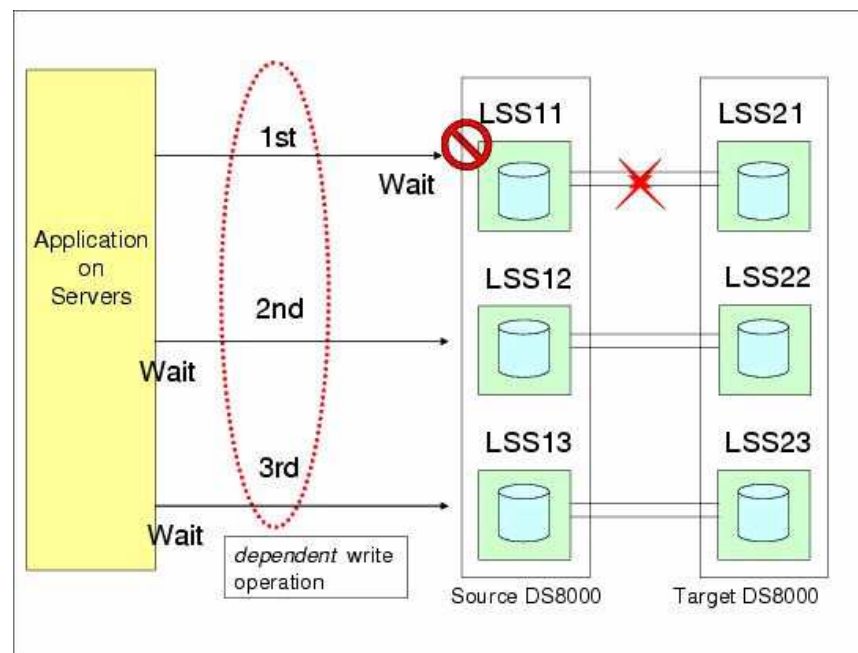 LSS11
LSS21
1st
Wait
Application
on
Servers
LSS12
LSS22
2nd
Wait
LSS13
LSS23
3rd
Wait
dependent write
operation
Source DS8000
Target DS8000